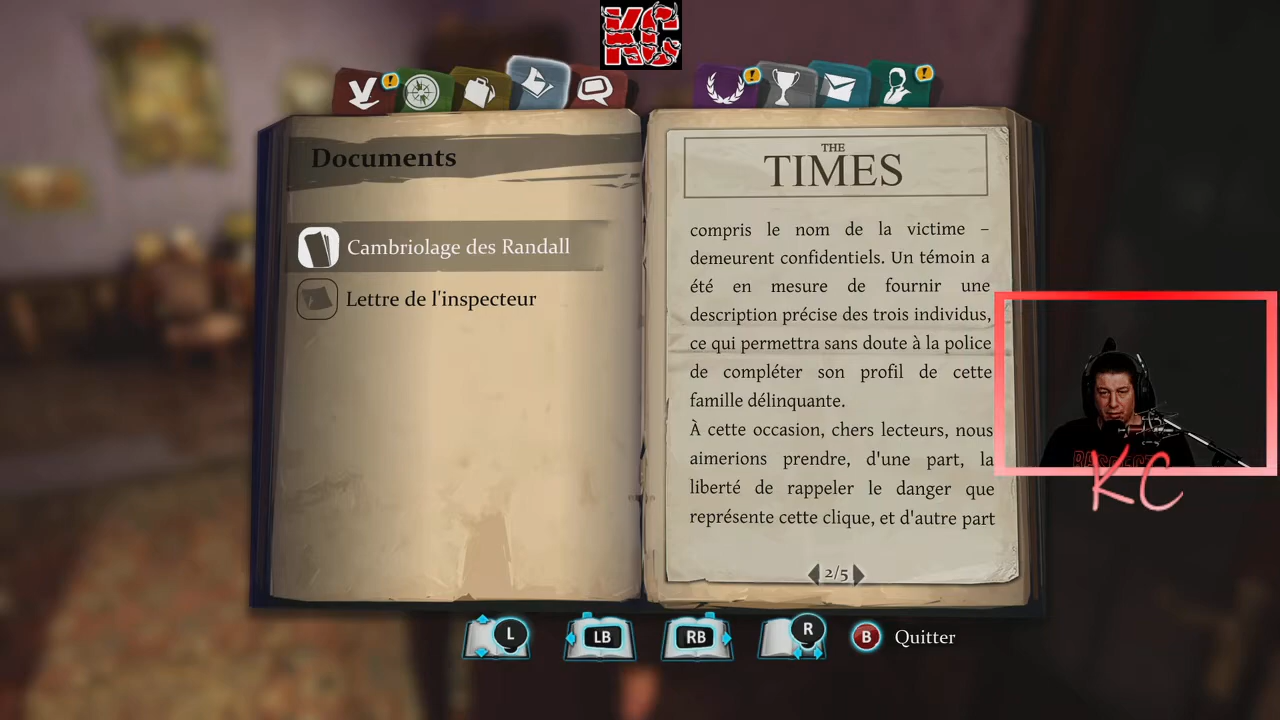 KC
Documents
Cambriolage des Randall
Lettre de l'inspecteur
THE
TIMES
compris le nom de la victime –
demeurent confidentiels. Un témoin a
été en mesure de fournir une
description précise des trois individus,
ce qui permettra sans doute à la police
de compléter son profil de cette
famille délinquante.
À cette occasion, chers lecteurs, nous
aimerions prendre, d'une part, la
liberté de rappeler le danger que
représente cette clique, et d'autre part
2/5
KC
L
LB
RB
R
B Quitter